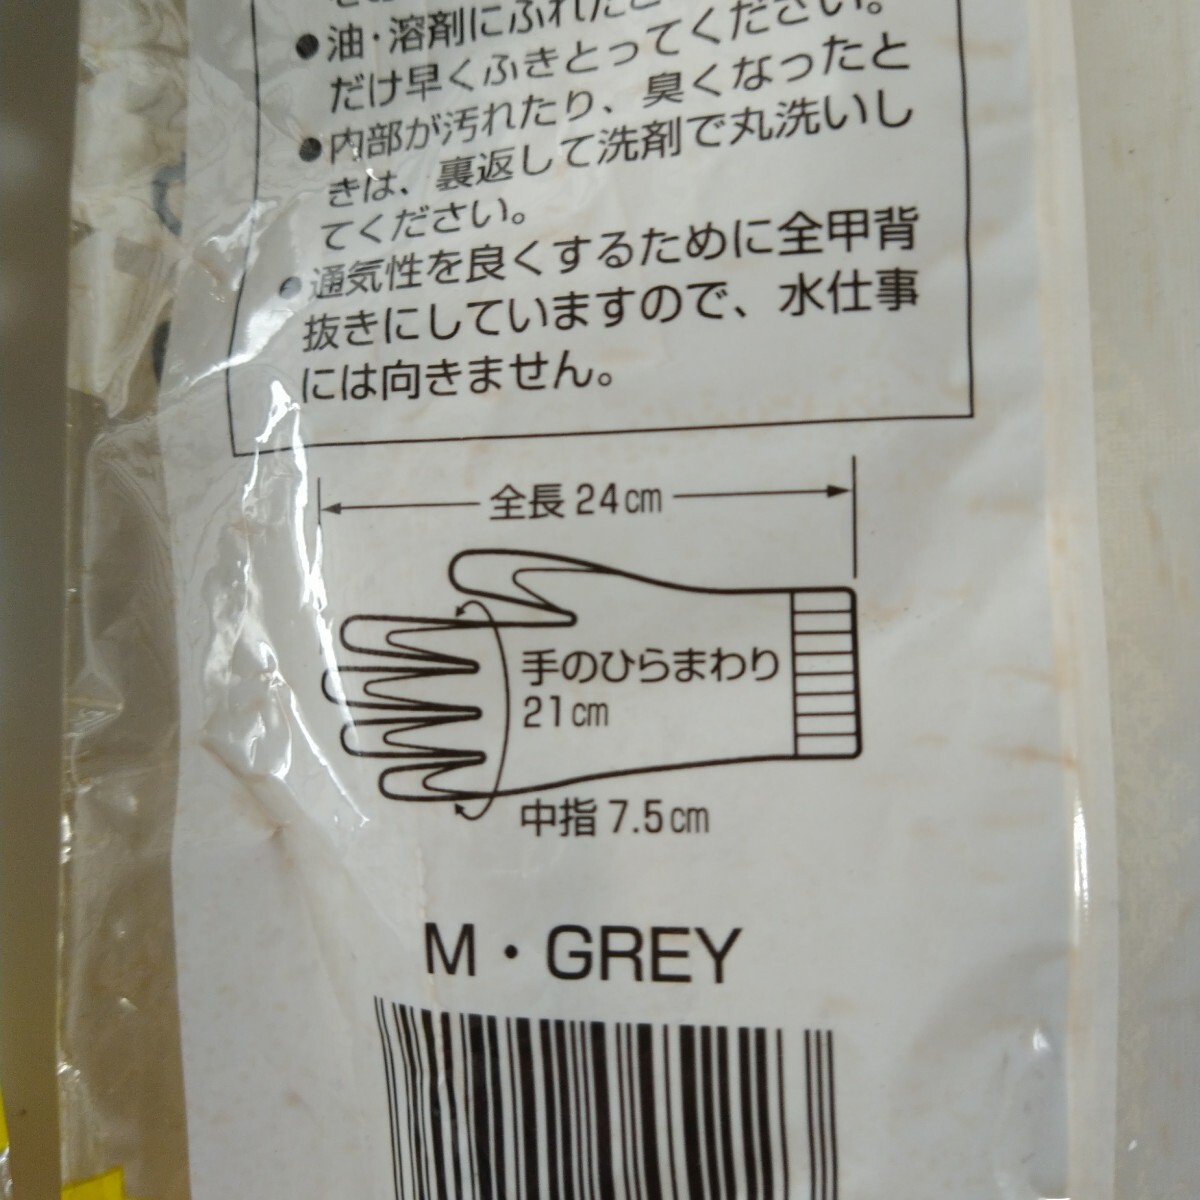 ●油・溶剤にふれたと
だけ早くふきとってください。
●内部が汚れたり、臭くなったと
きは、裏返して洗剤で丸洗いし
てください。
●通気性を良くするために全甲背
抜きにしていますので、水仕事
には向きません。
全長 24cm
手のひらまわり
21cm
中指 7.5cm
M・GREY